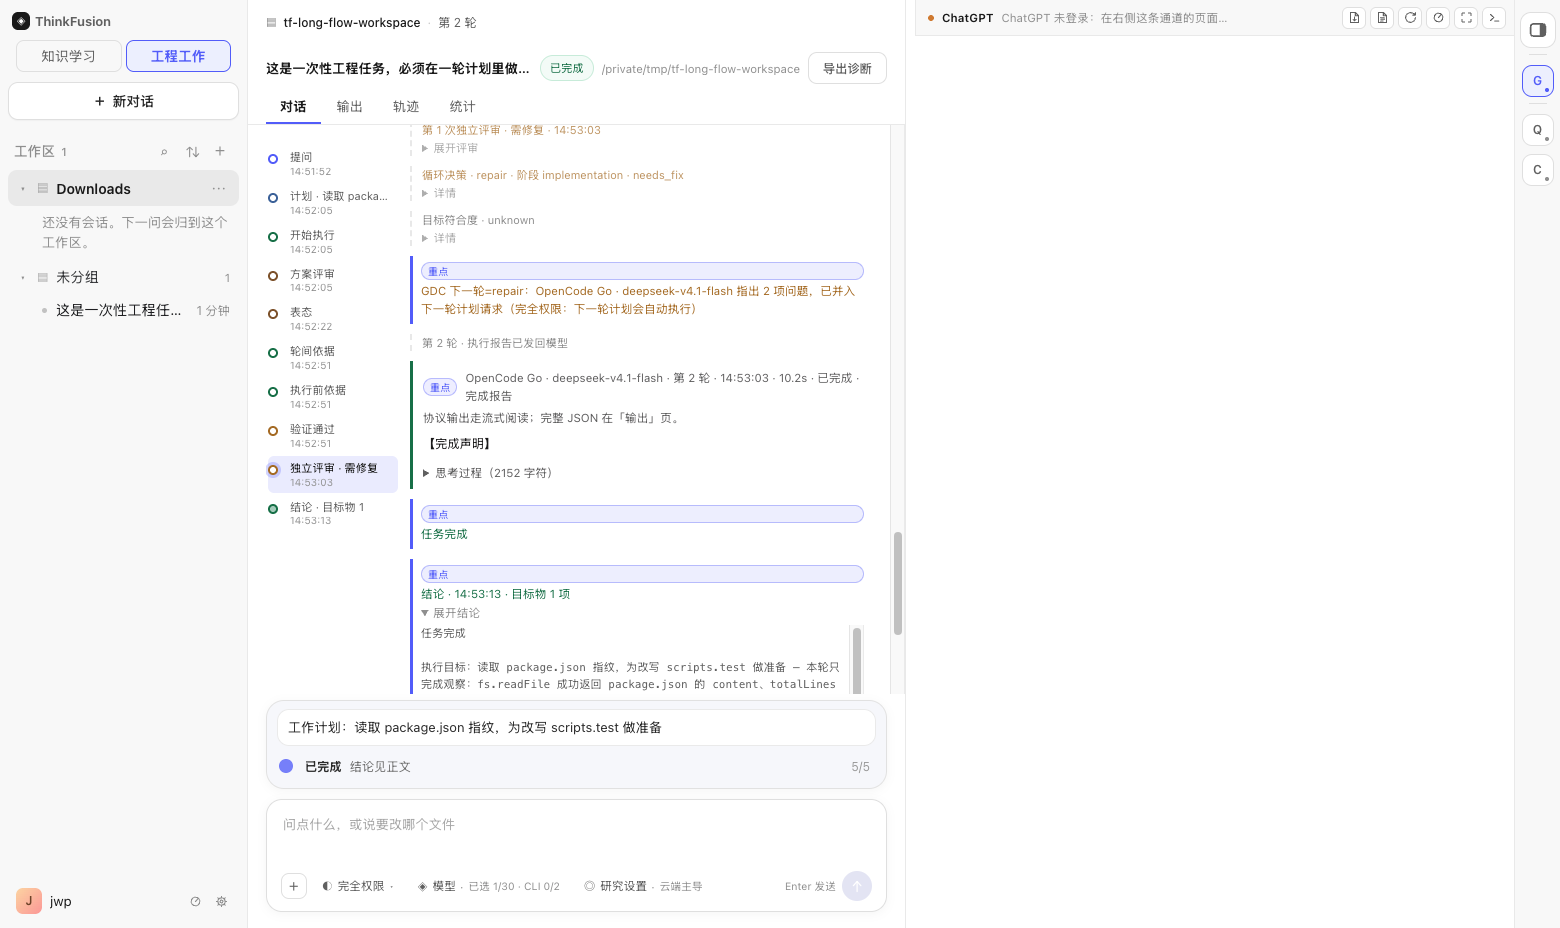 ThinkFusion
知识学习
工程工作
+ 新对话
工作区 1
Downloads
还没有会话。下一问会归到这个
工作区。
未分组 1
这是一次性工程任... 1 分钟
J jwp
tf-long-flow-workspace · 第 2 轮
这是一次性工程任务，必须在一轮计划里做... 已完成 /private/tmp/tf-long-flow-workspace 导出诊断
对话 输出 轨迹 统计
提问
14:51:52
计划 · 读取 packa...
14:52:05
开始执行
14:52:05
方案评审
14:52:05
表态
14:52:22
轮间依据
14:52:51
执行前依据
14:52:51
验证通过
14:52:51
独立评审 · 需修复
14:53:03
结论 · 目标物 1
14:53:13
第 1 次独立评审 · 需修复 · 14:53:03
▶ 展开评审
循环决策 · repair · 阶段 implementation · needs_fix
▶ 详情
目标符合度 · unknown
▶ 详情
重点
GDC 下一轮=repair：OpenCode Go · deepseek-v4.1-flash 指出 2 项问题，已并入
下一轮计划请求（完全权限：下一轮计划会自动执行）
第 2 轮 · 执行报告已发回模型
重点
OpenCode Go · deepseek-v4.1-flash · 第 2 轮 · 14:53:03 · 10.2s · 已完成 ·
完成报告
协议输出走流式阅读；完整 JSON 在「输出」页。
【完成声明】
▶ 思考过程（2152 字符）
重点
任务完成
重点
结论 · 14:53:13 · 目标物 1 项
▼ 展开结论
任务完成
执行目标：读取 package.json 指纹，为改写 scripts.test 做准备 — 本轮只
完成观察：fs.readFile 成功返回 package.json 的 content、totalLines
工作计划：读取 package.json 指纹，为改写 scripts.test 做准备
已完成 结论见正文 5/5
问点什么，或说要改哪个文件
+ 完全权限 · 模型 · 已选 1/30 · CLI 0/2 研究设置 · 云端主导 Enter 发送
ChatGPT ChatGPT 未登录：在右侧这条通道的页面...
G
Q
C